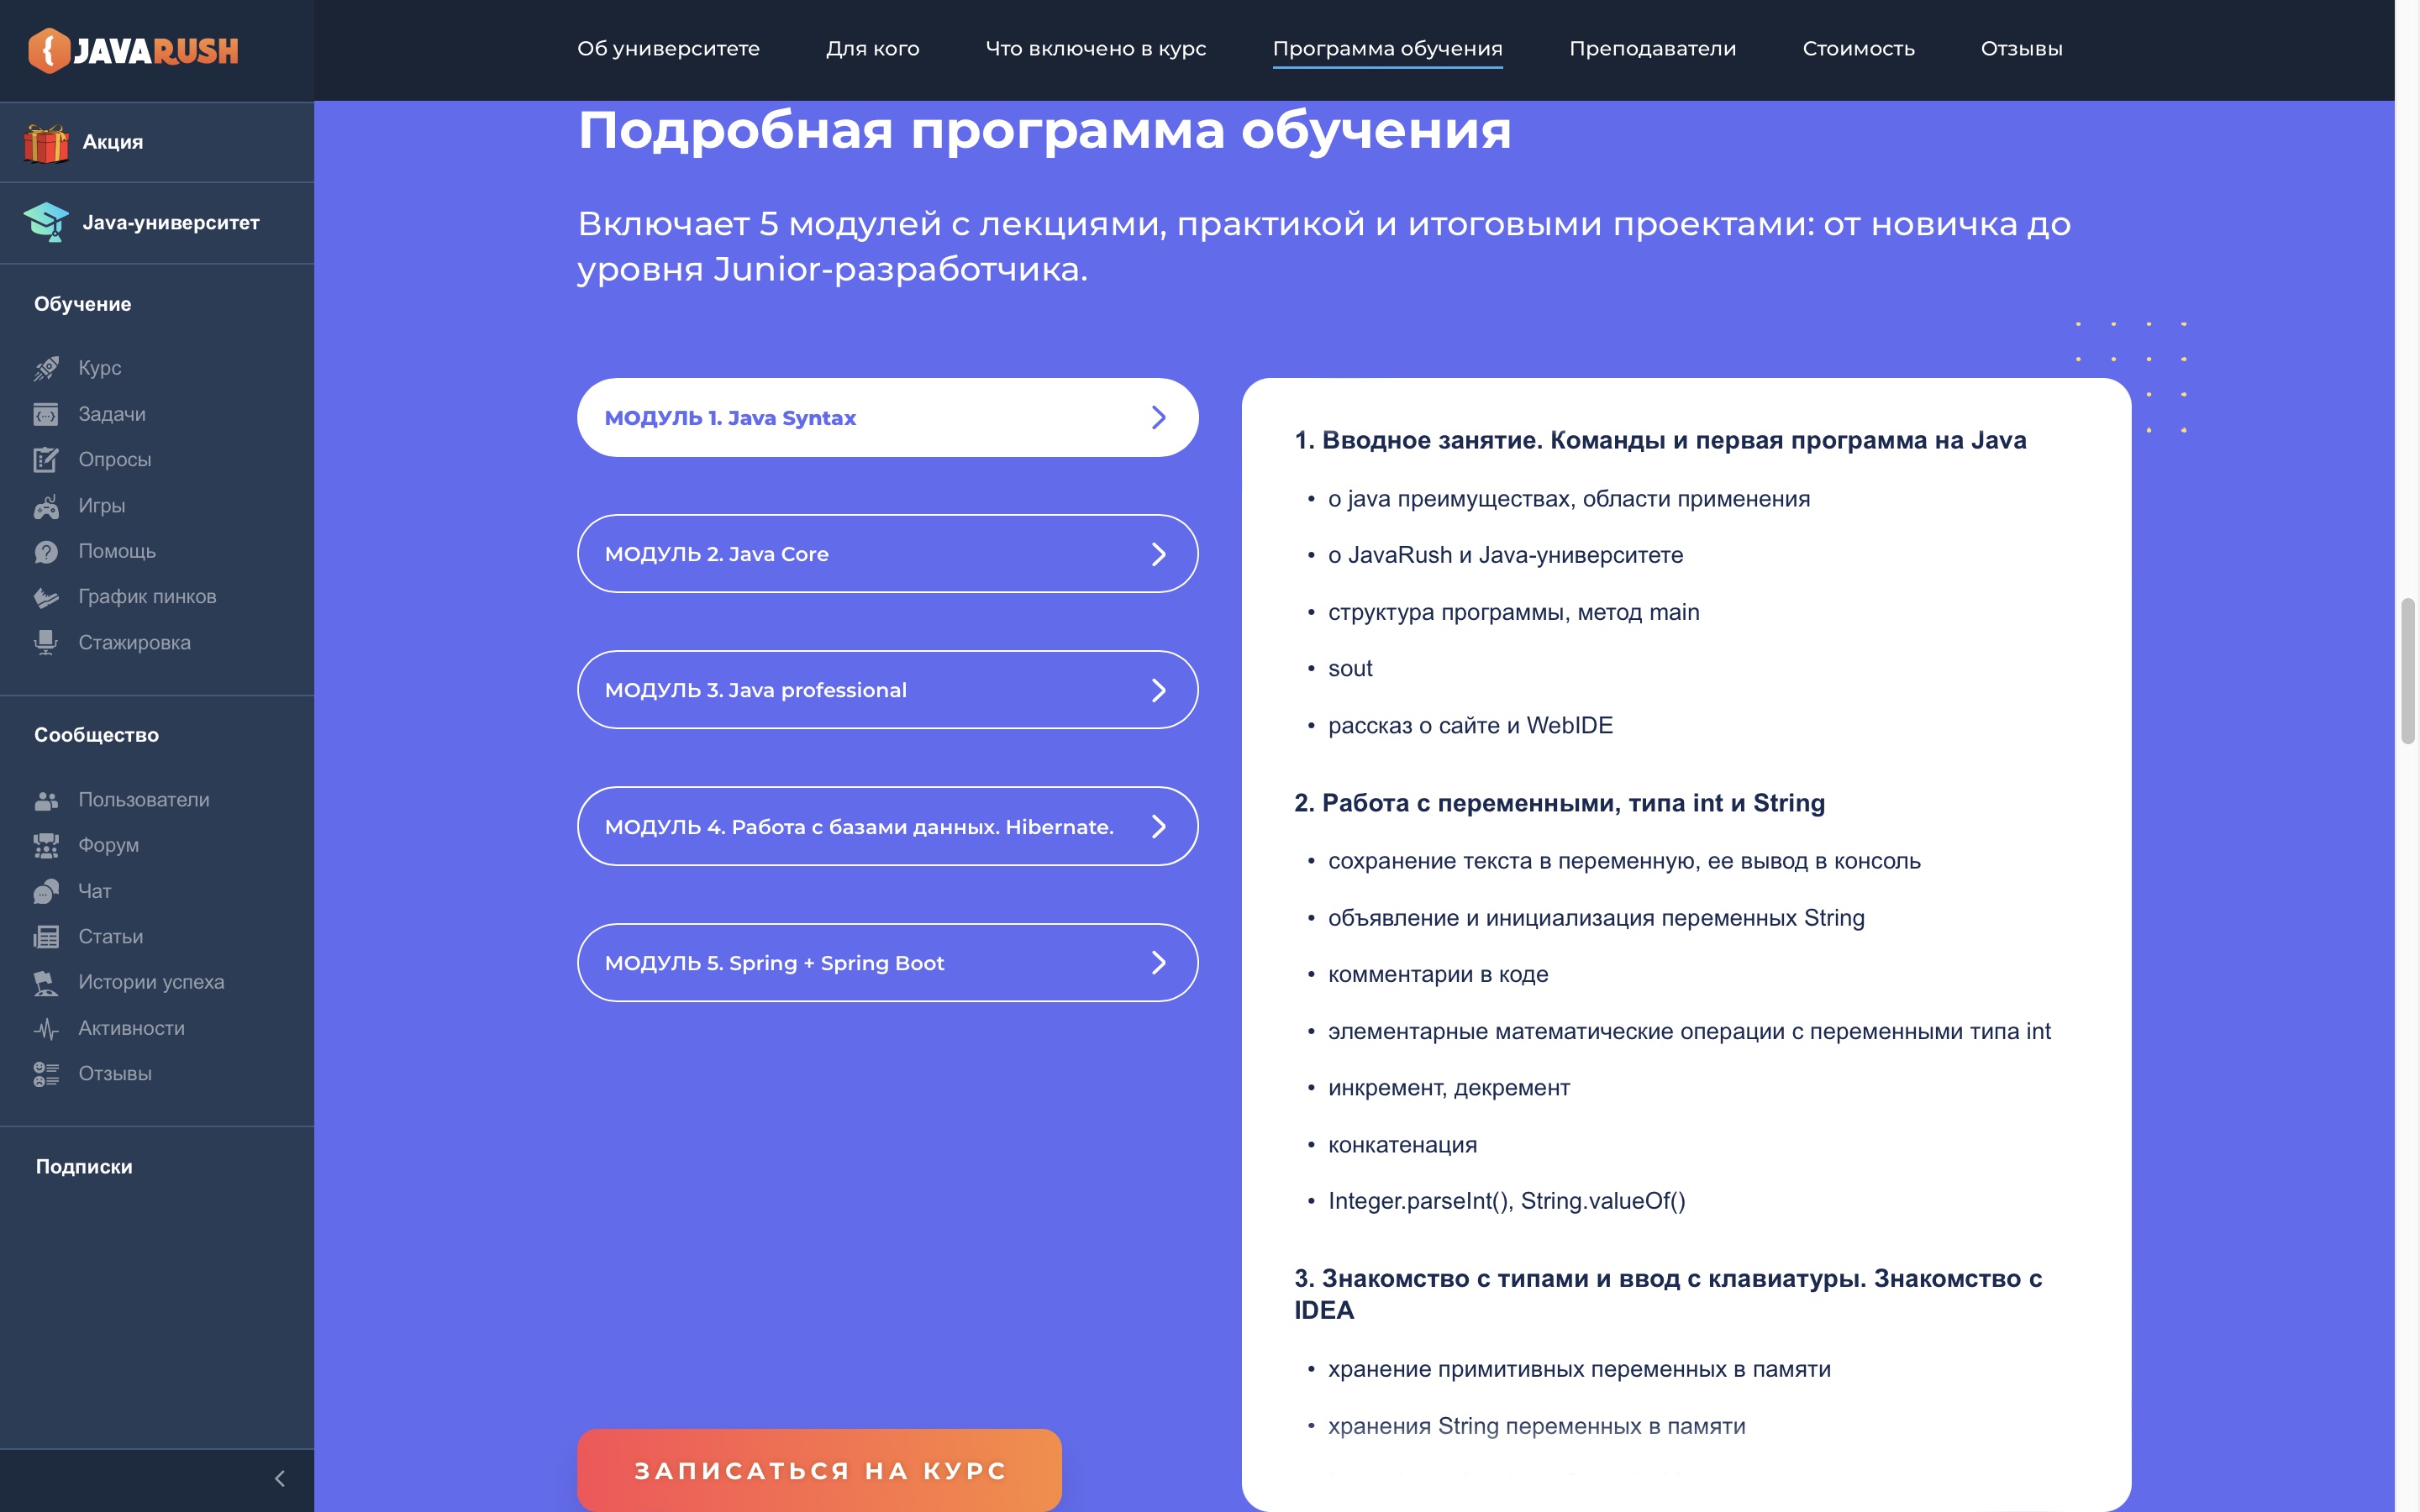 JAVARUSH
Об университете
Для кого
Что включено в курс
Программа обучения
Преподаватели
Стоимость
Отзывы
Акция
Java-университет
Обучение
Курс
Задачи
Опросы
Игры
Помощь
График пинков
Стажировка
Сообщество
Пользователи
Форум
Чат
Статьи
Истории успеха
Активности
Отзывы
Подписки
Подробная программа обучения
Включает 5 модулей с лекциями, практикой и итоговыми проектами: от новичка до
уровня Junior-разработчика.
МОДУЛЬ 1. Java Syntax
МОДУЛЬ 2. Java Core
МОДУЛЬ 3. Java professional
МОДУЛЬ 4. Работа с базами данных. Hibernate.
МОДУЛЬ 5. Spring + Spring Boot
ЗАПИСАТЬСЯ НА КУРС
1. Вводное занятие. Команды и первая программа на Java
• о java преимуществах, области применения
• о JavaRush и Java-университете
• структура программы, метод main
• sout
• рассказ о сайте и WebIDE
2. Работа с переменными, типа int и String
• сохранение текста в переменную, ее вывод в консоль
• объявление и инициализация переменных String
• комментарии в коде
• элементарные математические операции с переменными типа int
• инкремент, декремент
• конкатенация
• Integer.parseInt(), String.valueOf()
3. Знакомство с типами и ввод с клавиатуры. Знакомство с
IDEA
• хранение примитивных переменных в памяти
• хранения String переменных в памяти